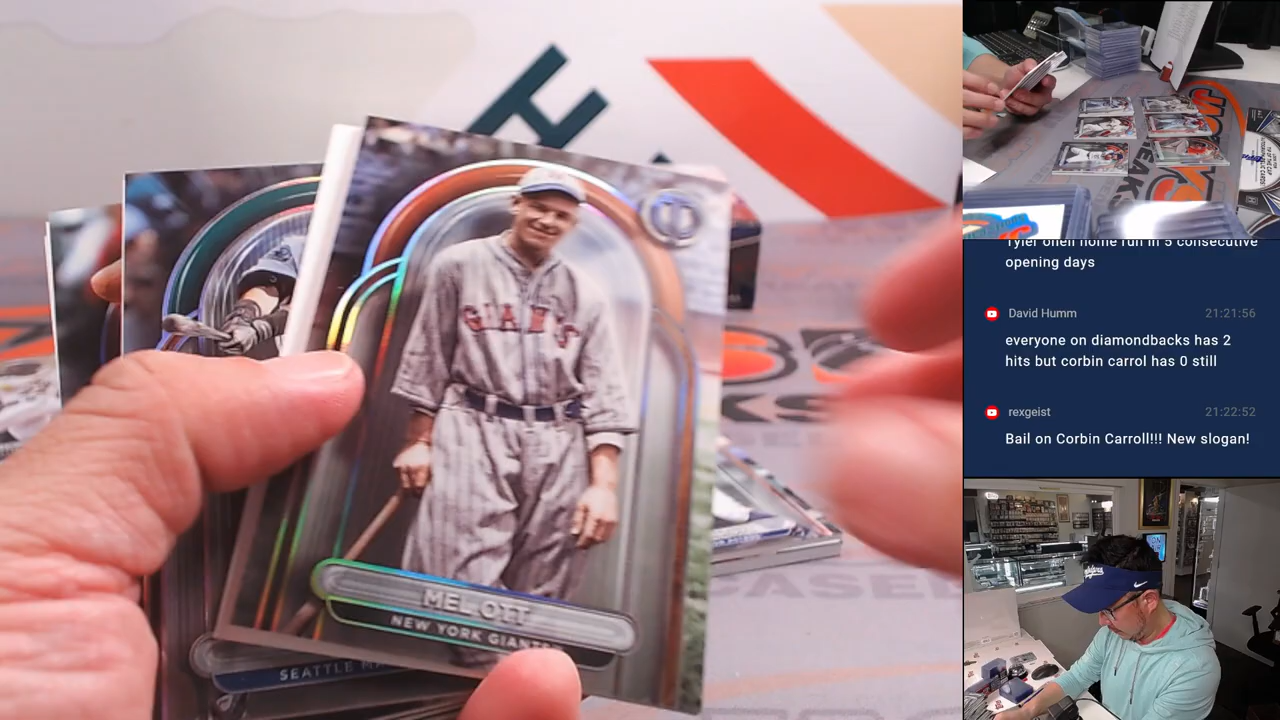 GIANTS
MEL OTT
NEW YORK GIANTS
SEATTLE MA
CASE
Tyler oneil home run in 5 consecutive
opening days
David Humm 21:21:56
everyone on diamondbacks has 2
hits but corbin carrol has 0 still
rexgeist 21:22:52
Bail on Corbin Carroll!!! New slogan!